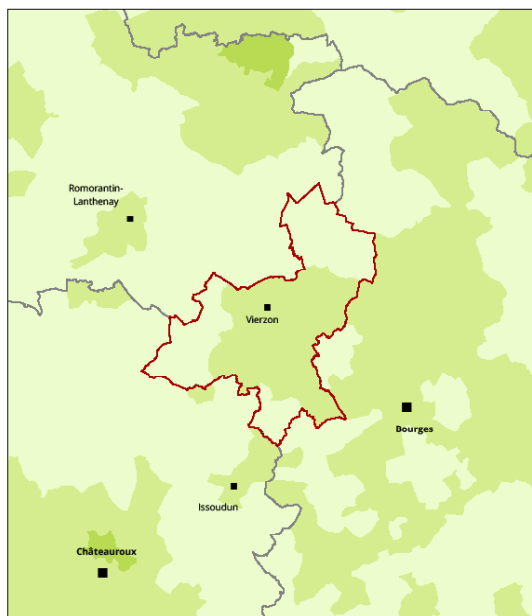 Romorantin-
Lanthenay
Vierzon
Bourges
Issoudun
Châteauroux